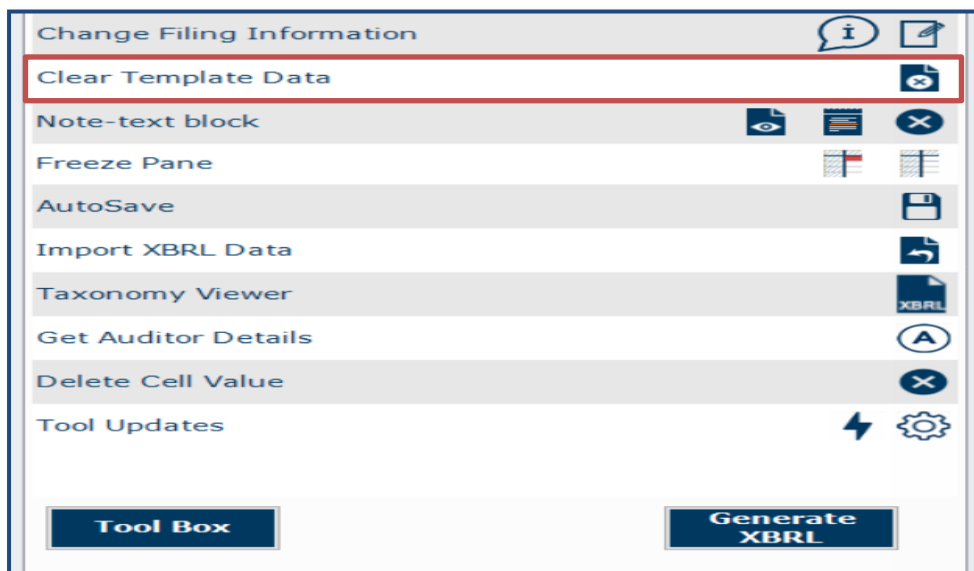 Change Filing Information
i
Clear Template Data
Note-text block
Freeze Pane
AutoSave
Import XBRL Data
Taxonomy Viewer
XBRL
Get Auditor Details
A
Delete Cell Value
Tool Updates
Tool Box
Generate
XBRL